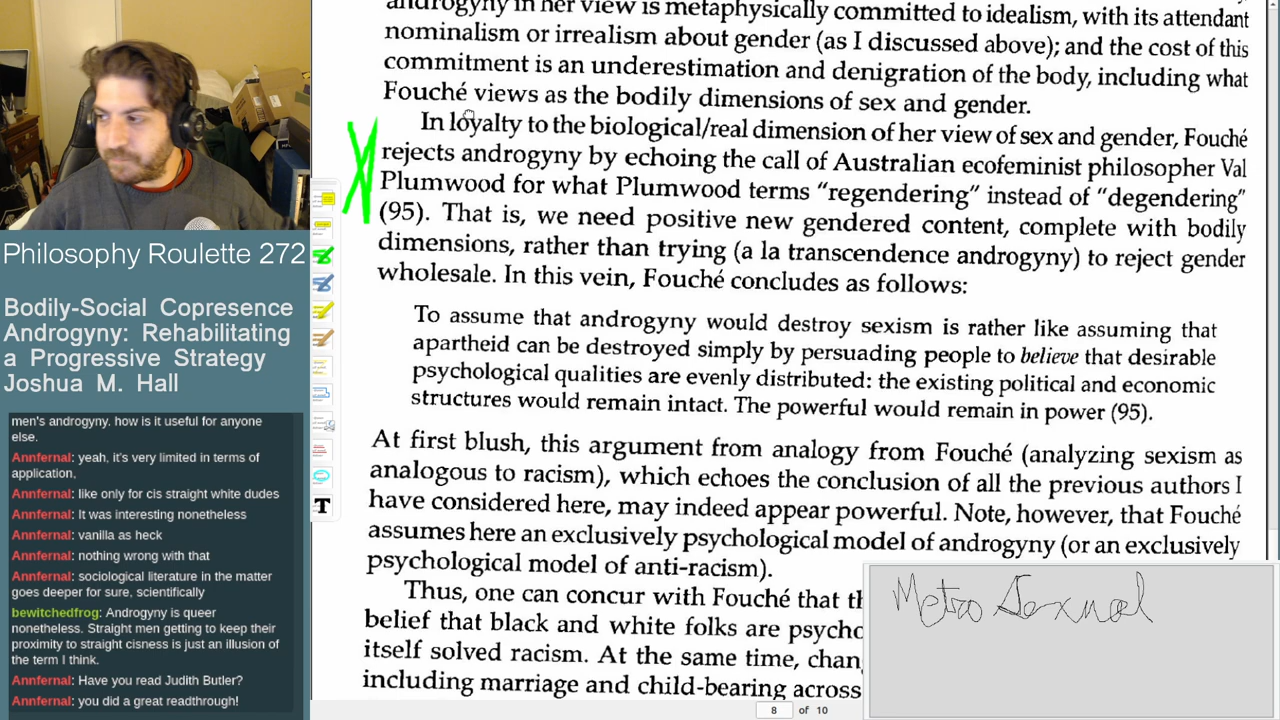 androgyny in her view is metaphysically committed to idealism, with its attendant
nominalism or irrealism about gender (as I discussed above); and the cost of this
commitment is an underestimation and denigration of the body, including what
Fouché views as the bodily dimensions of sex and gender.
In loyalty to the biological/real dimension of her view of sex and gender, Fouché
rejects androgyny by echoing the call of Australian ecofeminist philosopher Val
Plumwood for what Plumwood terms “regendering” instead of “degendering”
(95). That is, we need positive new gendered content, complete with bodily
dimensions, rather than trying (a la transcendence androgyny) to reject gender
wholesale. In this vein, Fouché concludes as follows:
To assume that androgyny would destroy sexism is rather like assuming that
apartheid can be destroyed simply by persuading people to believe that desirable
psychological qualities are evenly distributed: the existing political and economic
structures would remain intact. The powerful would remain in power (95).
At first blush, this argument from analogy from Fouché (analyzing sexism as
analogous to racism), which echoes the conclusion of all the previous authors I
have considered here, may indeed appear powerful. Note, however, that Fouché
assumes here an exclusively psychological model of androgyny (or an exclusively
psychological model of anti-racism).
Thus, one can concur with Fouché that th
belief that black and white folks are psycho
itself solved racism. At the same time, chan
including marriage and child-bearing across
8 of 10
T
Metro Sexual
Philosophy Roulette 272
Bodily-Social Copresence
Androgyny: Rehabilitating
a Progressive Strategy
Joshua M. Hall
men's androgyny. how is it useful for anyone
else.
Annfernal: yeah, it's very limited in terms of
application,
Annfernal: like only for cis straight white dudes
Annfernal: It was interesting nonetheless
Annfernal: vanilla as heck
Annfernal: nothing wrong with that
Annfernal: sociological literature in the matter
goes deeper for sure, scientifically
bewitchedfrog: Androgyny is queer
nonetheless. Straight men getting to keep their
proximity to straight cisness is just an illusion of
the term I think.
Annfernal: Have you read Judith Butler?
Annfernal: you did a great readthrough!